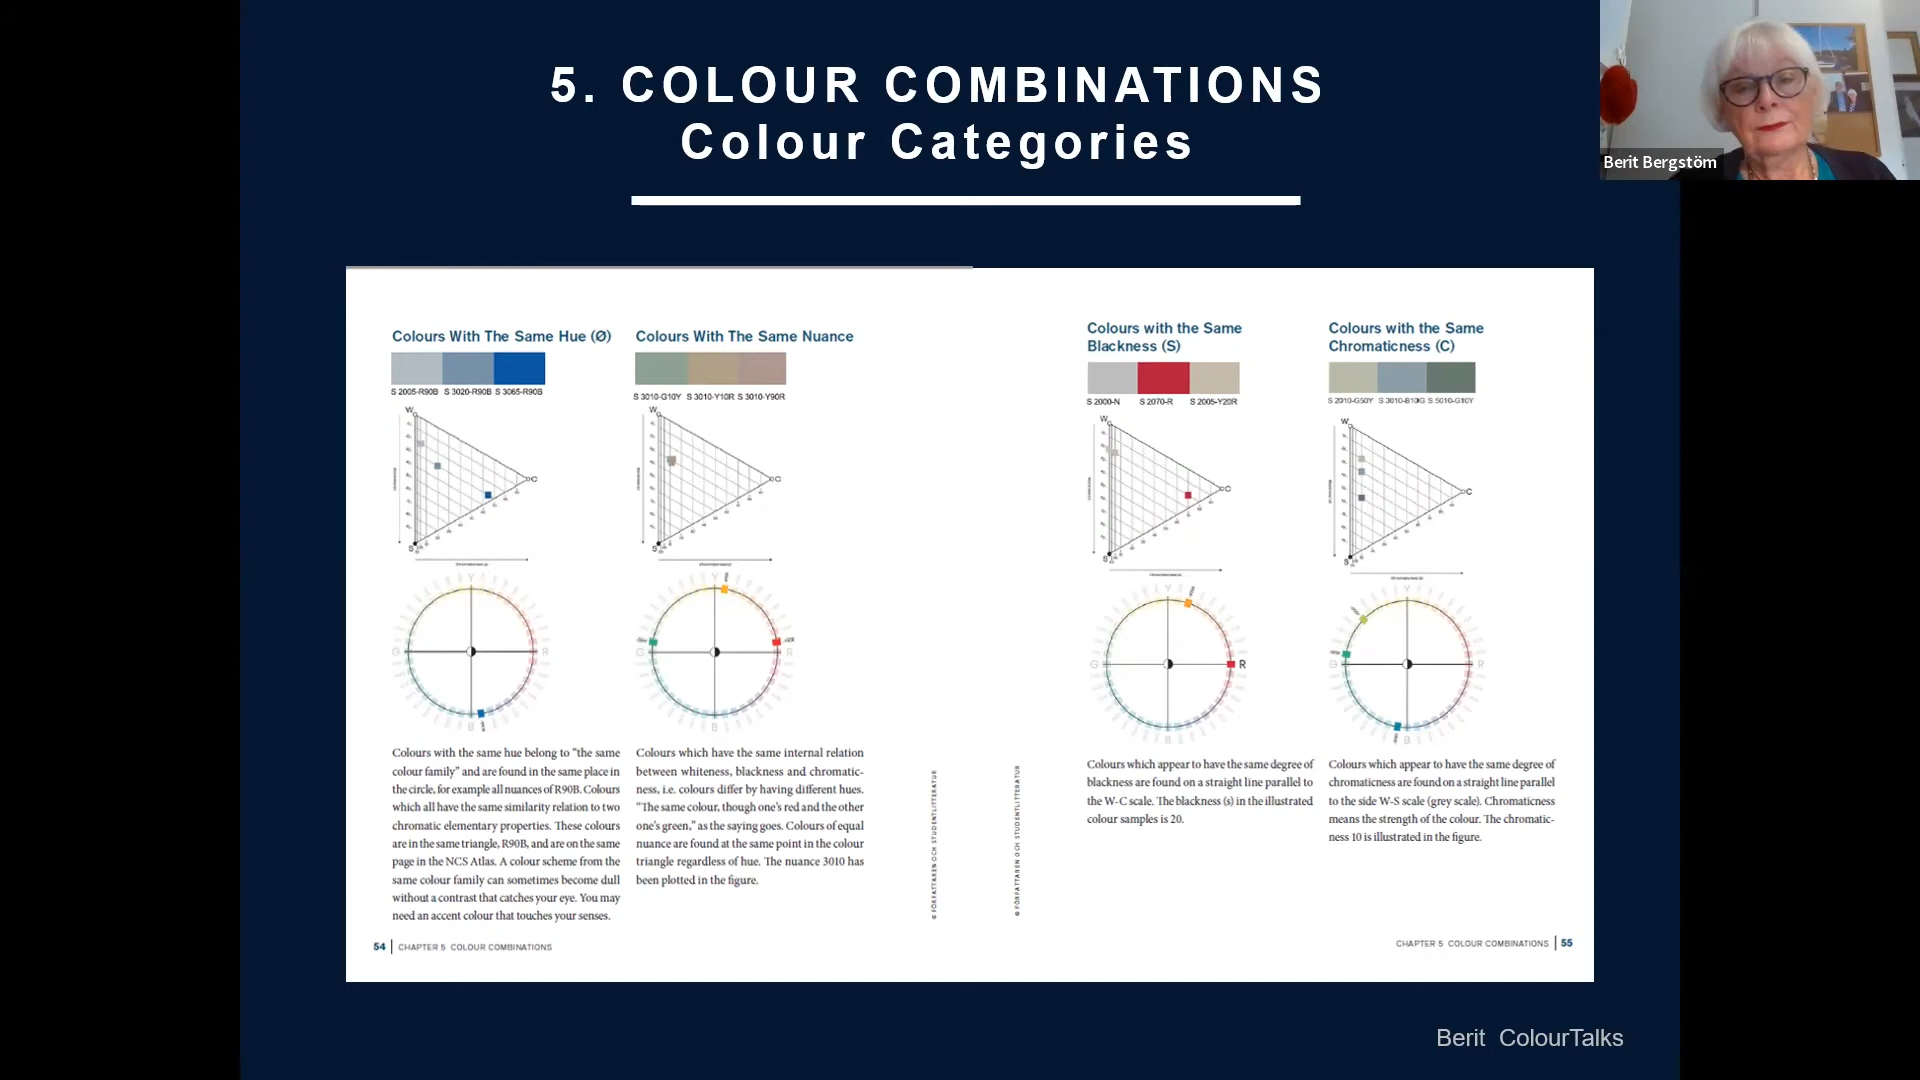 5. COLOUR COMBINATIONS
Colour Categories
Berit Bergstöm
Colours With The Same Hue (Ø)
S 2005-R90B S 3020-R90B S 3065-R90B
W
C
S
Y
G
R
B
Colours with the same hue belong to "the same
colour family" and are found in the same place in
the circle, for example all nuances of R90B. Colours
which all have the same similarity relation to two
chromatic elementary properties. These colours
are in the same triangle, R90B, and are on the same
page in the NCS Atlas. A colour scheme from the
same colour family can sometimes become dull
without a contrast that catches your eye. You may
need an accent colour that touches your senses.
Colours With The Same Nuance
S 3010-G10Y S 3010-Y10R S 3010-Y90R
W
C
S
Y
G
R
B
Colours which have the same internal relation
between whiteness, blackness and chromatic-
ness, i.e. colours differ by having different hues.
"The same colour, though one's red and the other
one's green," as the saying goes. Colours of equal
nuance are found at the same point in the colour
triangle regardless of hue. The nuance 3010 has
been plotted in the figure.
© FÖRFATTAREN OCH STUDENTLITTERATUR
54 | CHAPTER 5 COLOUR COMBINATIONS
© FÖRFATTAREN OCH STUDENTLITTERATUR
Colours with the Same
Blackness (S)
S 2000-N S 2070-R S 2005-Y20R
W
C
S
Y
G
R
B
Colours which appear to have the same degree of
blackness are found on a straight line parallel to
the W-C scale. The blackness (s) in the illustrated
colour samples is 20.
Colours with the Same
Chromaticness (C)
S 2010-G50Y S 3010-B10G S 5010-G10Y
W
C
S
Y
G
R
B
Colours which appear to have the same degree of
chromaticness are found on a straight line parallel
to the side W-S scale (grey scale). Chromaticness
means the strength of the colour. The chromatic-
ness 10 is illustrated in the figure.
CHAPTER 5 COLOUR COMBINATIONS | 55
Berit ColourTalks